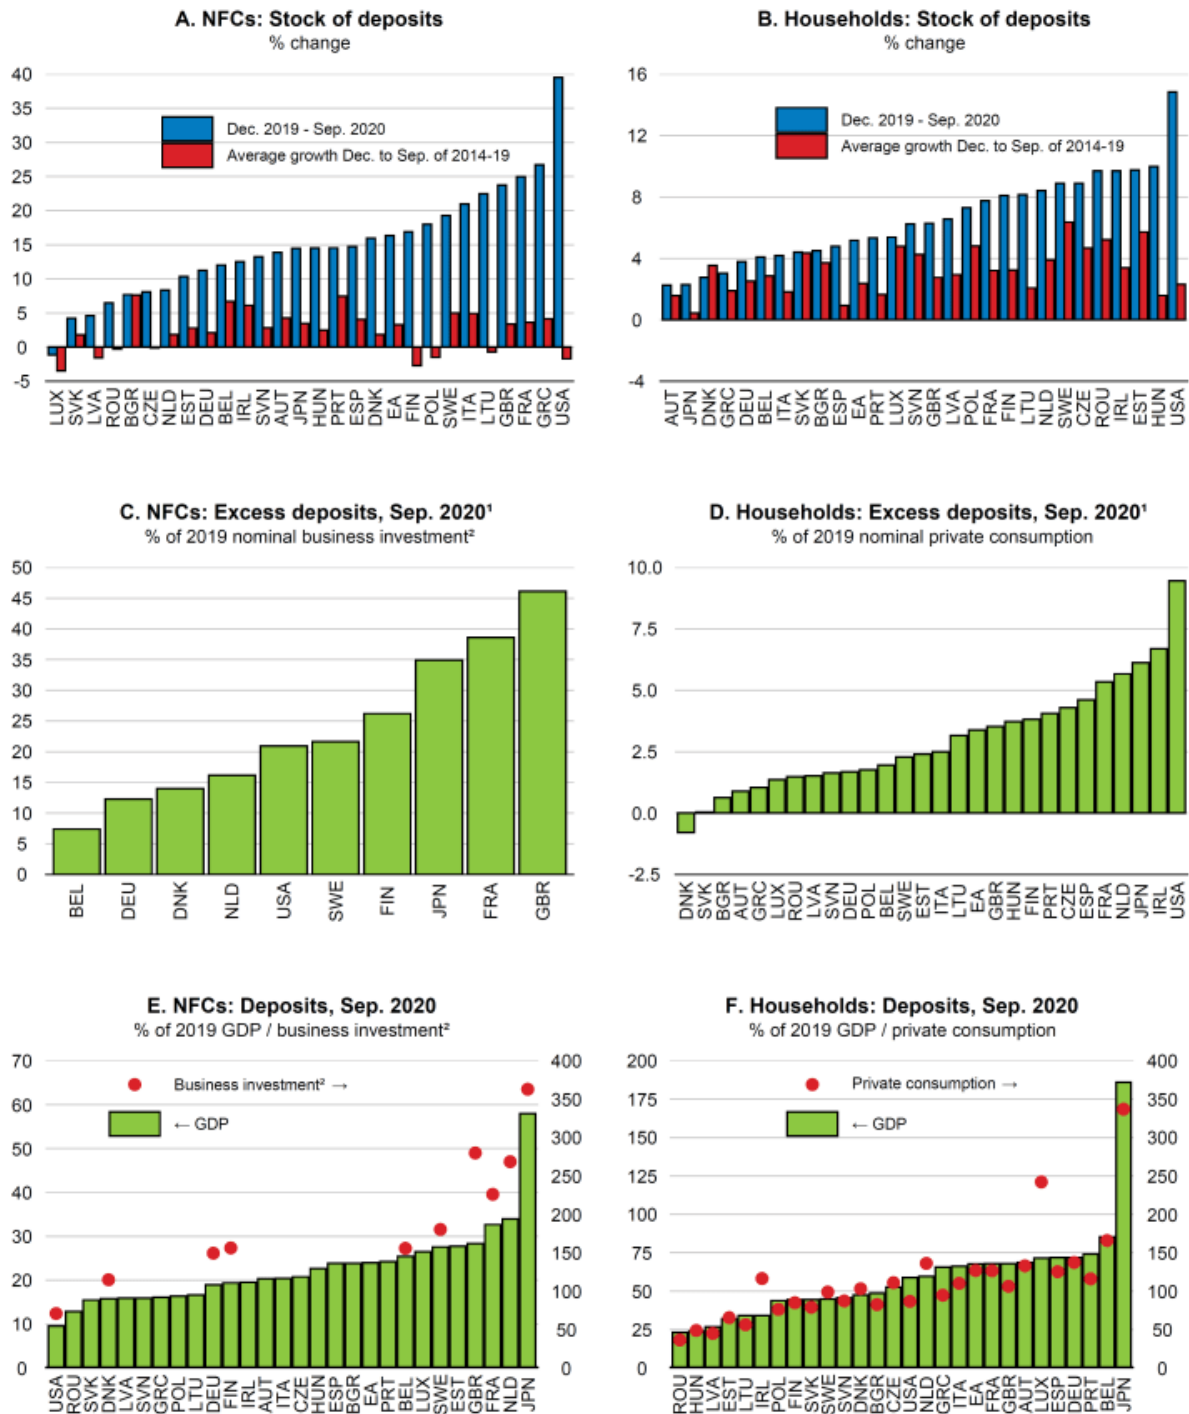 A. NFCs: Stock of deposits
% change
40
35
30
25
20
15
10
5
0
-5
Dec. 2019 - Sep. 2020
Average growth Dec. to Sep. of 2014-19
LUX SVK LVA ROU BGR CZE NLD EST DEU BEL IRL SVN AUT JPN HUN PRT ESP DNK EA FIN POL SWE ITA LTU GBR FRA GRC USA
B. Households: Stock of deposits
% change
16
12
8
4
0
-4
Dec. 2019 - Sep. 2020
Average growth Dec. to Sep. of 2014-19
AUT JPN DNK GRC DEU BEL ITA SVK BGR ESP EA PRT LUX SVN GBR LVA POL FRA FIN LTU NLD SWE CZE ROU IRL EST HUN USA
C. NFCs: Excess deposits, Sep. 2020¹
% of 2019 nominal business investment²
50
45
40
35
30
25
20
15
10
5
0
BEL DEU DNK NLD USA SWE FIN JPN FRA GBR
D. Households: Excess deposits, Sep. 2020¹
% of 2019 nominal private consumption
10.0
7.5
5.0
2.5
0.0
-2.5
DNK SVK BGR AUT GRC LUX ROU LVA SVN DEU POL BEL SWE EST ITA LTU EA GBR HUN FIN PRT CZE ESP FRA NLD JPN IRL USA
E. NFCs: Deposits, Sep. 2020
% of 2019 GDP / business investment²
70
60
50
40
30
20
10
0
400
350
300
250
200
150
100
50
0
Business investment² →
← GDP
USA ROU SVK DNK LVA SVN GRC POL LTU DEU FIN IRL AUT ITA CZE HUN ESP BGR EA PRT BEL LUX SWE EST GBR FRA NLD JPN
F. Households: Deposits, Sep. 2020
% of 2019 GDP / private consumption
200
175
150
125
100
75
50
25
0
400
350
300
250
200
150
100
50
0
Private consumption →
← GDP
ROU HUN LVA EST LTU IRL POL FIN SVK SWE SVN DNK BGR CZE USA NLD GRC ITA EA FRA GBR AUT LUX ESP DEU PRT BEL JPN